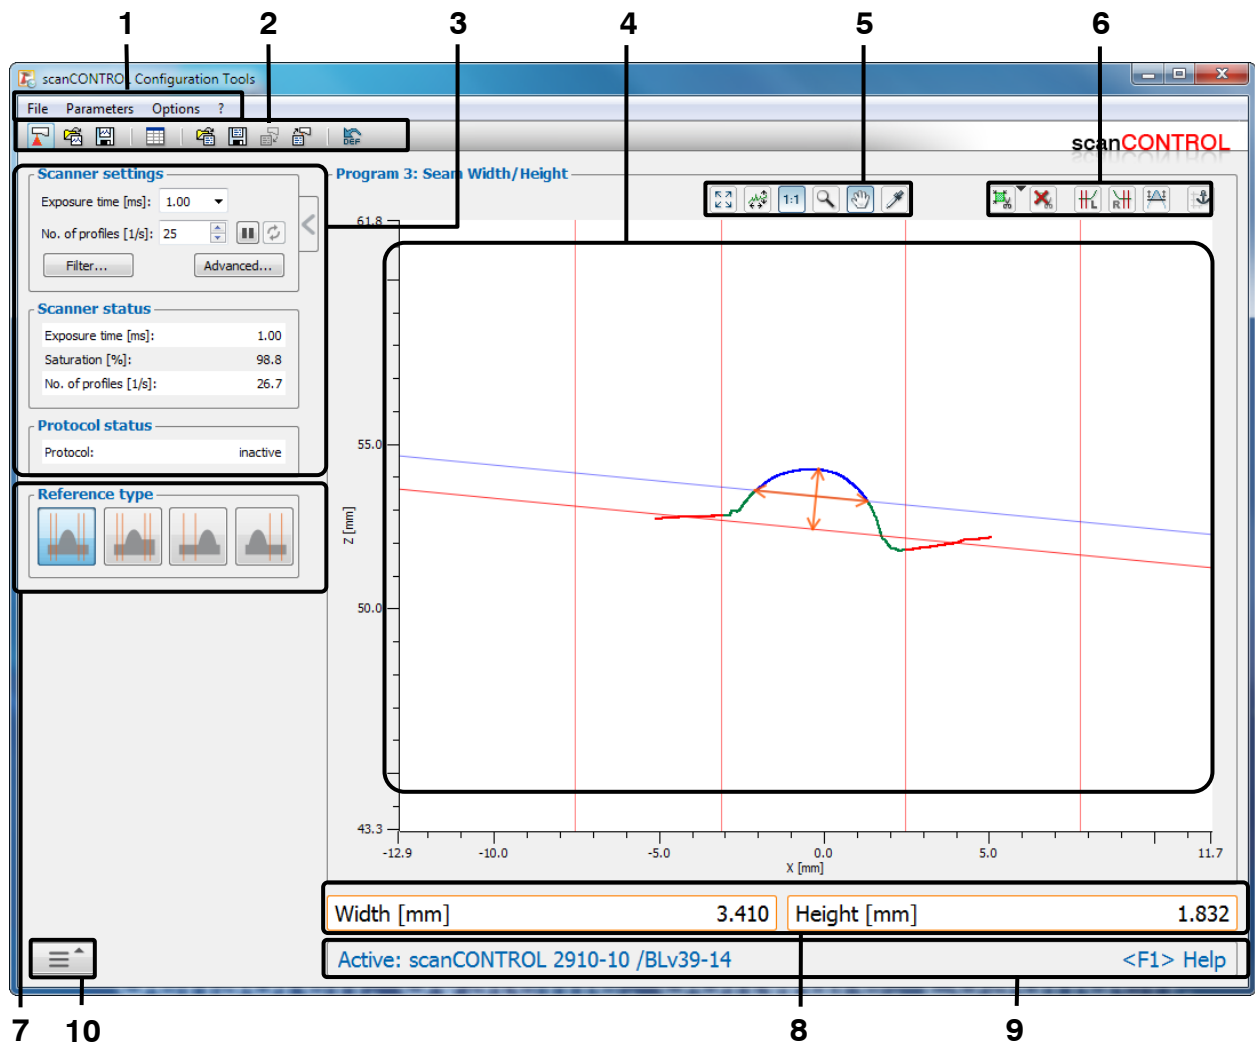 1 2 3 4 5 6
scanCONTROL Configuration Tools
File Parameters Options ?
DEF
scanCONTROL
Scanner settings
Exposure time [ms]: 1.00
No. of profiles [1/s]: 25
Filter... Advanced...
Scanner status
Exposure time [ms]: 1.00
Saturation [%]: 98.8
No. of profiles [1/s]: 26.7
Protocol status
Protocol: inactive
Reference type
Program 3: Seam Width/Height
1:1
L R
61.8
55.0
Z [mm]
50.0
43.3
-12.9 -10.0 -5.0 0.0 5.0 11.7
X [mm]
Width [mm] 3.410 Height [mm] 1.832
Active: scanCONTROL 2910-10 /BLv39-14 <F1> Help
7 10 8 9